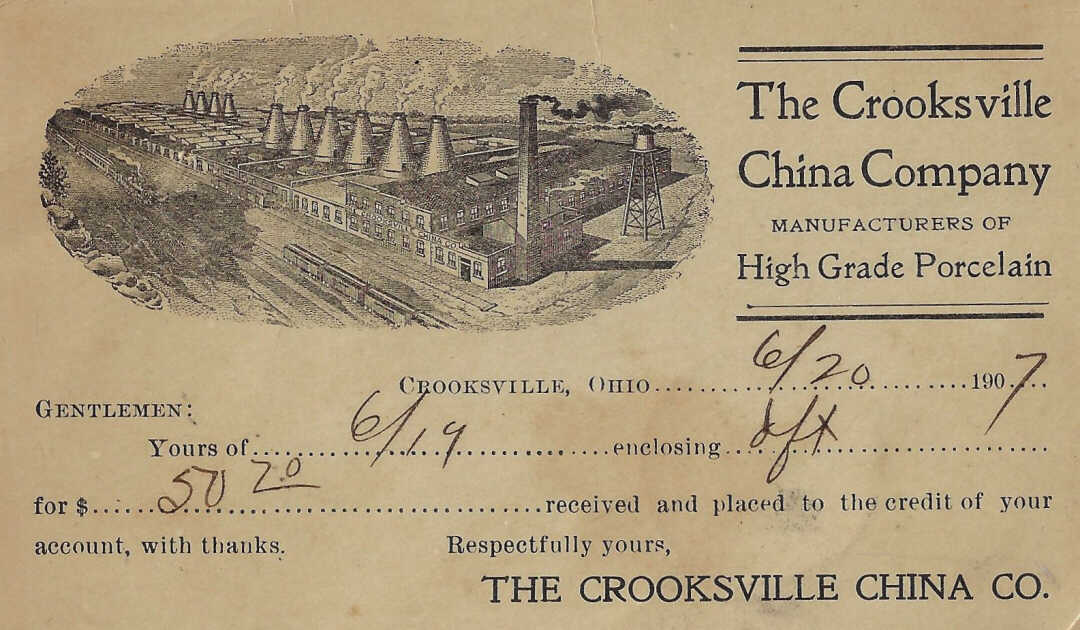 The Crooksville
China Company
MANUFACTURERS OF
High Grade Porcelain
CROOKSVILLE, OHIO 6/20 1907
GENTLEMEN:
Yours of 6/19 enclosing dft
for $ 50 20 received and placed to the credit of your
account, with thanks. Respectfully yours,
THE CROOKSVILLE CHINA CO.